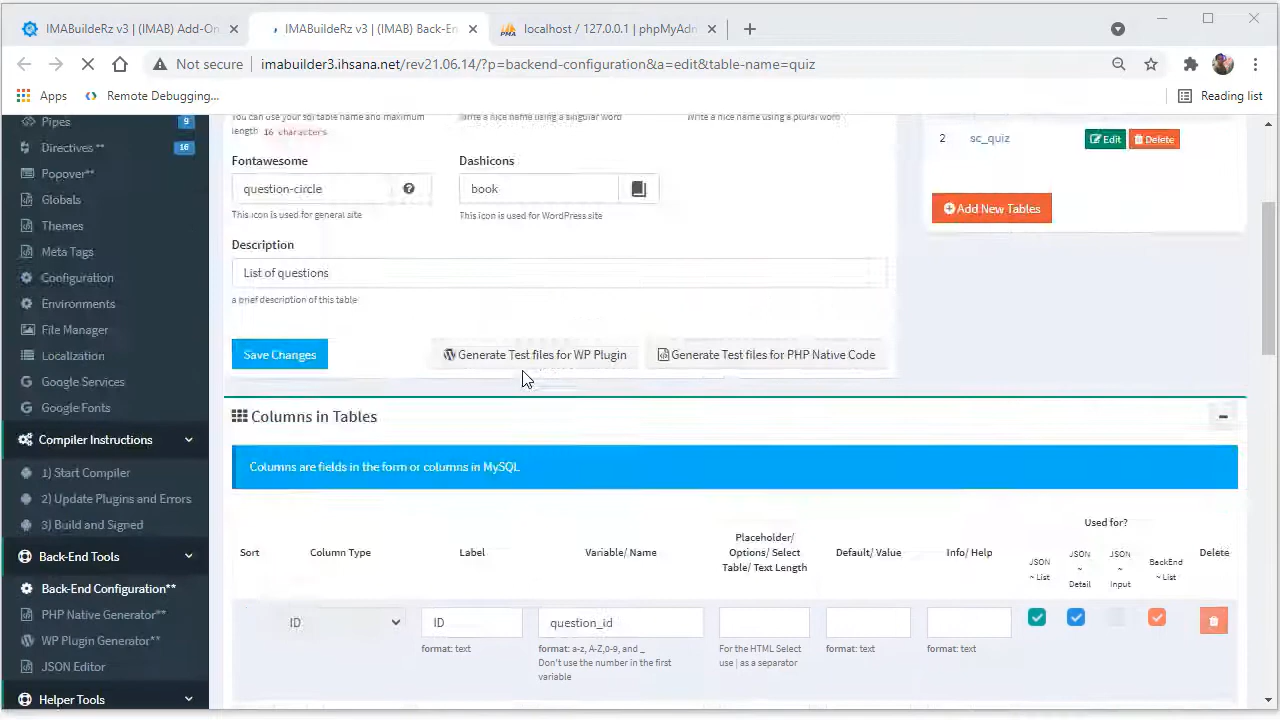 IMABuildeRz v3 | (IMAB) Add-On
IMABuildeRz v3 | (IMAB) Back-En
localhost / 127.0.0.1 | phpMyAdm
Not secure
imabuilder3.ihsana.net/rev21.06.14/?p=backend-configuration&a=edit&table-name=quiz
Apps
Remote Debugging...
Reading list
Pipes
9
Directives **
16
Popover**
Globals
Themes
Meta Tags
Configuration
Environments
File Manager
Localization
Google Services
Google Fonts
Compiler Instructions
1) Start Compiler
2) Update Plugins and Errors
3) Build and Signed
Back-End Tools
Back-End Configuration**
PHP Native Generator**
WP Plugin Generator**
JSON Editor
Helper Tools
You can use your sql table name and maximum
length 16 characters
Write a nice name using a singular word
Write a nice name using a plural word
Fontawesome
Dashicons
question-circle
book
This icon is used for general site
This icon is used for WordPress site
Description
List of questions
a brief description of this table
Save Changes
Generate Test files for WP Plugin
Generate Test files for PHP Native Code
2
sc_quiz
Edit
Delete
Add New Tables
Columns in Tables
Columns are fields in the form or columns in MySQL
Sort
Column Type
Label
Variable/ Name
Placeholder/
Options/ Select
Table/ Text Length
Default/ Value
Info/ Help
Used for?
JSON
~ List
JSON
~
Detail
JSON
~
Input
BackEnd
~ List
Delete
ID
ID
question_id
format: text
format: a-z, A-Z,0-9, and _
Don't use the number in the first
variable
For the HTML Select
use | as a separator
format: text
format: text